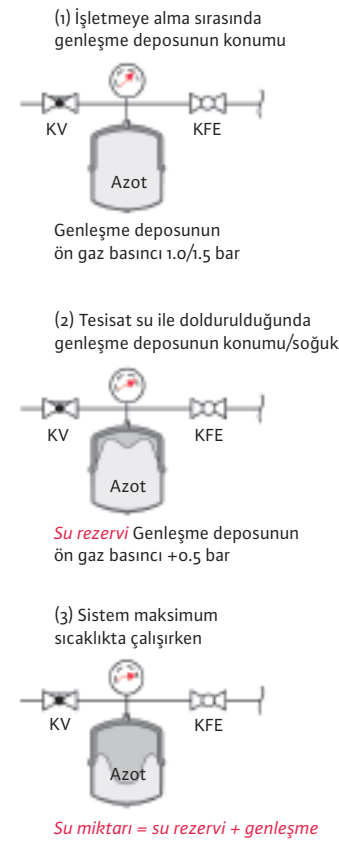 (1) İşletmeye alma sırasında
genleşme deposunun konumu
KV
KFE
Azot
Genleşme deposunun
ön gaz basıncı 1.0/1.5 bar
(2) Tesisat su ile doldurulduğunda
genleşme deposunun konumu/soğuk
KV
KFE
Azot
Su rezervi Genleşme deposunun
ön gaz basıncı +0.5 bar
(3) Sistem maksimum
sıcaklıkta çalışırken
KV
KFE
Azot
Su miktarı = su rezervi + genleşme